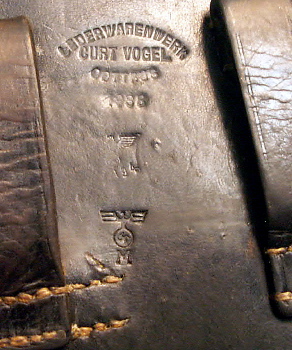 LEDERWARENWERK
CURT VOGEL
COTTBUS
1938
M